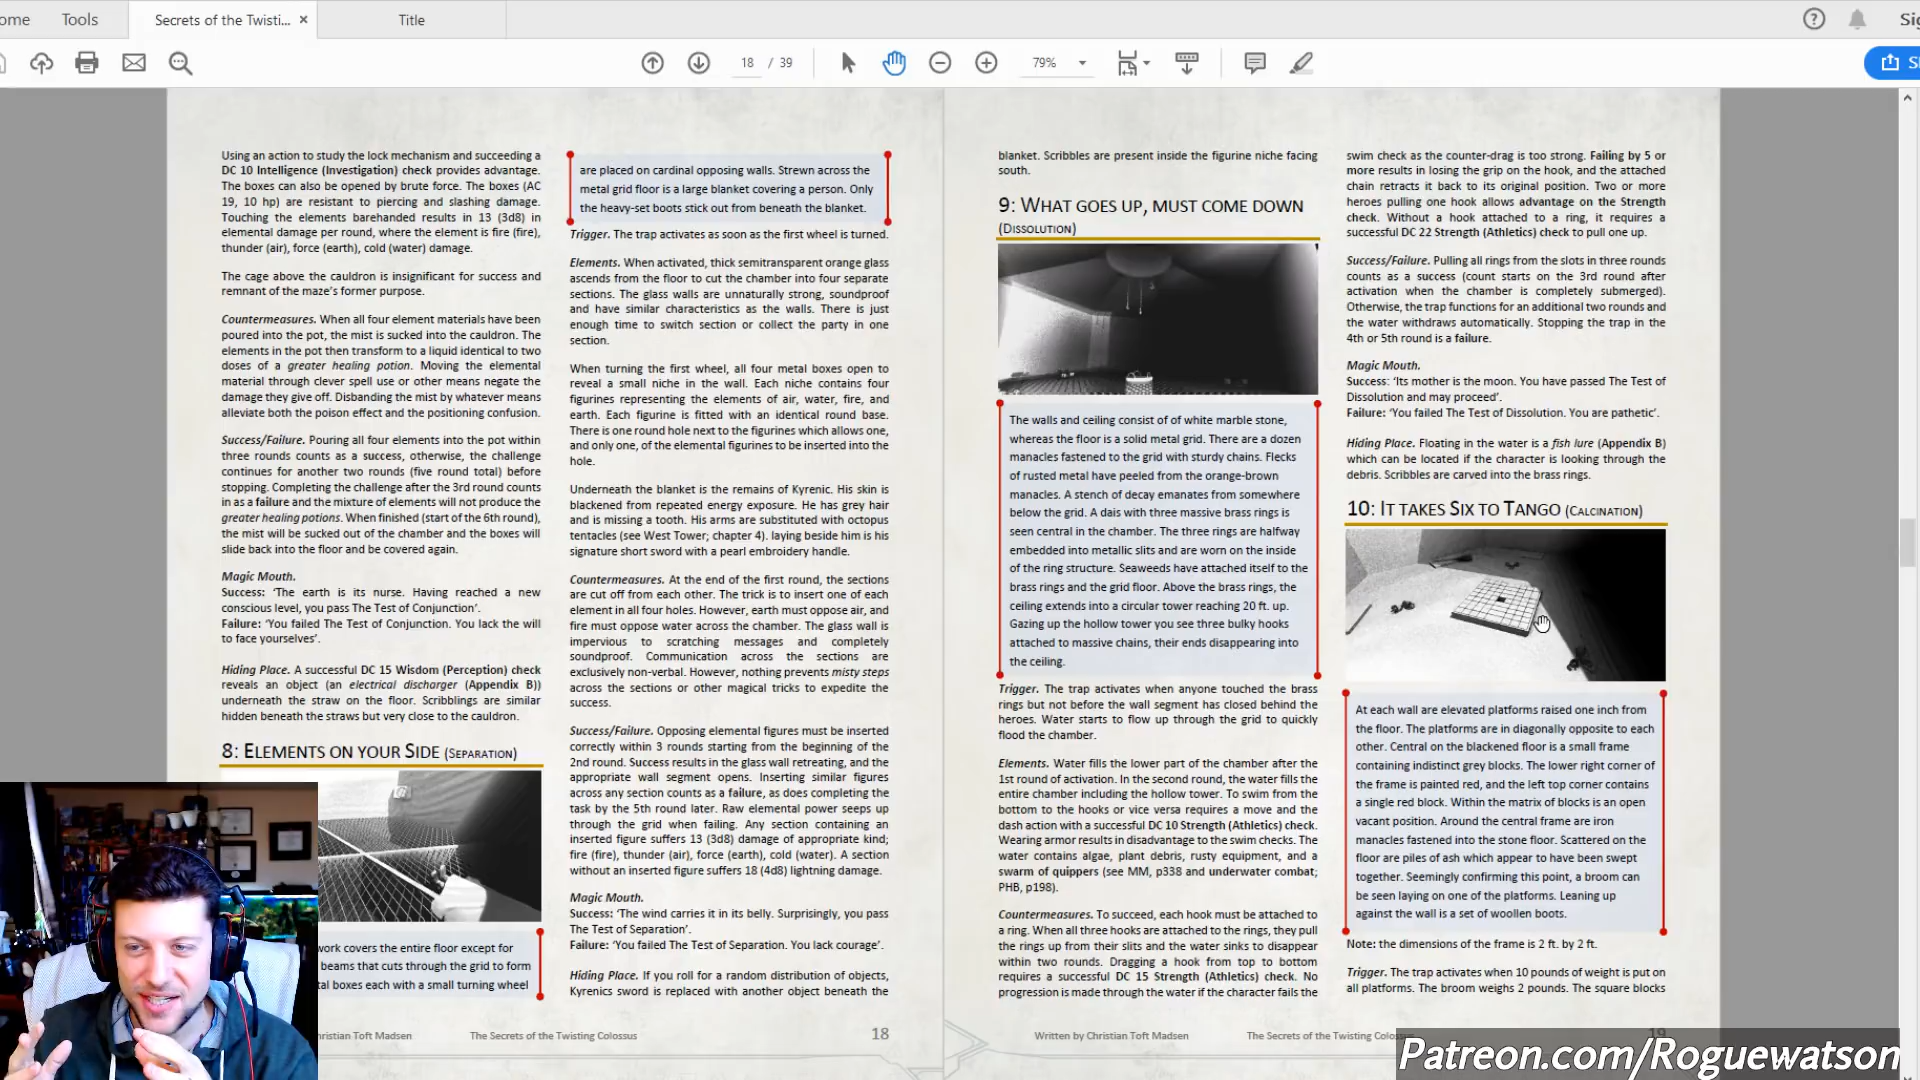 ome
Tools
Secrets of the Twisti... ×
Title
?
Sig
18 / 39
79%
Using an action to study the lock mechanism and succeeding a
DC 10 Intelligence (Investigation) check provides advantage.
The boxes can also be opened by brute force. The boxes (AC
19, 10 hp) are resistant to piercing and slashing damage.
Touching the elements barehanded results in 13 (3d8) in
elemental damage per round, where the element is fire (fire),
thunder (air), force (earth), cold (water) damage.
The cage above the cauldron is insignificant for success and
remnant of the maze's former purpose.
Countermeasures. When all four element materials have been
poured into the pot, the mist is sucked into the cauldron. The
elements in the pot then transform to a liquid identical to two
doses of a greater healing potion. Moving the elemental
material through clever spell use or other means negate the
damage they give off. Disbanding the mist by whatever means
alleviate both the poison effect and the positioning confusion.
Success/Failure. Pouring all four elements into the pot within
three rounds counts as a success, otherwise, the challenge
continues for another two rounds (five round total) before
stopping. Completing the challenge after the 3rd round counts
in as a failure and the mixture of elements will not produce the
greater healing potions. When finished (start of the 6th round),
the mist will be sucked out of the chamber and the boxes will
slide back into the floor and be covered again.
Magic Mouth.
Success: 'The earth is its nurse. Having reached a new
conscious level, you pass The Test of Conjunction'.
Failure: 'You failed The Test of Conjunction. You lack the will
to face yourselves'.
Hiding Place. A successful DC 15 Wisdom (Perception) check
reveals an object (an electrical discharger (Appendix B))
underneath the straw on the floor. Scribblings are similar
hidden beneath the straws but very close to the cauldron.
8: ELEMENTS ON YOUR SIDE (SEPARATION)
work covers the entire floor except for
beams that cuts through the grid to form
tal boxes each with a small turning wheel
are placed on cardinal opposing walls. Strewn across the
metal grid floor is a large blanket covering a person. Only
the heavy-set boots stick out from beneath the blanket.
Trigger. The trap activates as soon as the first wheel is turned.
Elements. When activated, thick semitransparent orange glass
ascends from the floor to cut the chamber into four separate
sections. The glass walls are unnaturally strong, soundproof
and have similar characteristics as the walls. There is just
enough time to switch section or collect the party in one
section.
When turning the first wheel, all four metal boxes open to
reveal a small niche in the wall. Each niche contains four
figurines representing the elements of air, water, fire, and
earth. Each figurine is fitted with an identical round base.
There is one round hole next to the figurines which allows one,
and only one, of the elemental figurines to be inserted into the
hole.
Underneath the blanket is the remains of Kyrenic. His skin is
blackened from repeated energy exposure. He has grey hair
and is missing a tooth. His arms are substituted with octopus
tentacles (see West Tower; chapter 4). laying beside him is his
signature short sword with a pearl embroidery handle.
Countermeasures. At the end of the first round, the sections
are cut off from each other. The trick is to insert one of each
element in all four holes. However, earth must oppose air, and
fire must oppose water across the chamber. The glass wall is
impervious to scratching messages and completely
soundproof. Communication across the sections are
exclusively non-verbal. However, nothing prevents misty steps
across the sections or other magical tricks to expedite the
success.
Success/Failure. Opposing elemental figures must be inserted
correctly within 3 rounds starting from the beginning of the
2nd round. Success results in the glass wall retreating, and the
appropriate wall segment opens. Inserting similar figures
across any section counts as a failure, as does completing the
task by the 5th round later. Raw elemental power seeps up
through the grid when failing. Any section containing an
inserted figure suffers 13 (3d8) damage of appropriate kind;
fire (fire), thunder (air), force (earth), cold (water). A section
without an inserted figure suffers 18 (4d8) lightning damage.
Magic Mouth.
Success: 'The wind carries it in its belly. Surprisingly, you pass
The Test of Separation'.
Failure: 'You failed The Test of Separation. You lack courage'.
Hiding Place. If you roll for a random distribution of objects,
Kyrenics sword is replaced with another object beneath the
ristian Toft Madsen
The Secrets of the Twisting Colossus
18
blanket. Scribbles are present inside the figurine niche facing
south.
9: WHAT GOES UP, MUST COME DOWN
(DISSOLUTION)
The walls and ceiling consist of of white marble stone,
whereas the floor is a solid metal grid. There are a dozen
manacles fastened to the grid with sturdy chains. Flecks
of rusted metal have peeled from the orange-brown
manacles. A stench of decay emanates from somewhere
below the grid. A dais with three massive brass rings is
seen central in the chamber. The three rings are halfway
embedded into metallic slits and are worn on the inside
of the ring structure. Seaweeds have attached itself to the
brass rings and the grid floor. Above the brass rings, the
ceiling extends into a circular tower reaching 20 ft. up.
Gazing up the hollow tower you see three bulky hooks
attached to massive chains, their ends disappearing into
the ceiling.
Trigger. The trap activates when anyone touched the brass
rings but not before the wall segment has closed behind the
heroes. Water starts to flow up through the grid to quickly
flood the chamber.
Elements. Water fills the lower part of the chamber after the
1st round of activation. In the second round, the water fills the
entire chamber including the hollow tower. To swim from the
bottom to the hooks or vice versa requires a move and the
dash action with a successful DC 10 Strength (Athletics) check.
Wearing armor results in disadvantage to the swim checks. The
water contains algae, plant debris, rusty equipment, and a
swarm of quippers (see MM, p338 and underwater combat;
PHB, p198).
Countermeasures. To succeed, each hook must be attached to
a ring. When all three hooks are attached to the rings, they pull
the rings up from their slits and the water sinks to disappear
within two rounds. Dragging a hook from top to bottom
requires a successful DC 15 Strength (Athletics) check. No
progression is made through the water if the character fails the
swim check as the counter-drag is too strong. Failing by 5 or
more results in losing the grip on the hook, and the attached
chain retracts it back to its original position. Two or more
heroes pulling one hook allows advantage on the Strength
check. Without a hook attached to a ring, it requires a
successful DC 22 Strength (Athletics) check to pull one up.
Success/Failure. Pulling all rings from the slots in three rounds
counts as a success (count starts on the 3rd round after
activation when the chamber is completely submerged).
Otherwise, the trap functions for an additional two rounds and
the water withdraws automatically. Stopping the trap in the
4th or 5th round is a failure.
Magic Mouth.
Success: 'Its mother is the moon. You have passed The Test of
Dissolution and may proceed'.
Failure: 'You failed The Test of Dissolution. You are pathetic'.
Hiding Place. Floating in the water is a fish lure (Appendix B)
which can be located if the character is looking through the
debris. Scribbles are carved into the brass rings.
10: IT TAKES SIX TO TANGO (CALCINATION)
At each wall are elevated platforms raised one inch from
the floor. The platforms are in diagonally opposite to each
other. Central on the blackened floor is a small frame
containing indistinct grey blocks. The lower right corner of
the frame is painted red, and the left top corner contains
a single red block. Within the matrix of blocks is an open
vacant position. Around the central frame are iron
manacles fastened into the stone floor. Scattered on the
floor are piles of ash which appear to have been swept
together. Seemingly confirming this point, a broom can
be seen laying on one of the platforms. Leaning up
against the wall is a set of woollen boots.
Note: the dimensions of the frame is 2 ft. by 2 ft.
Trigger. The trap activates when 10 pounds of weight is put on
all platforms. The broom weighs 2 pounds. The square blocks
Written by Christian Toft Madsen
The Secrets of the Twisting Coloss
19
Patreon.com/Roguewatson